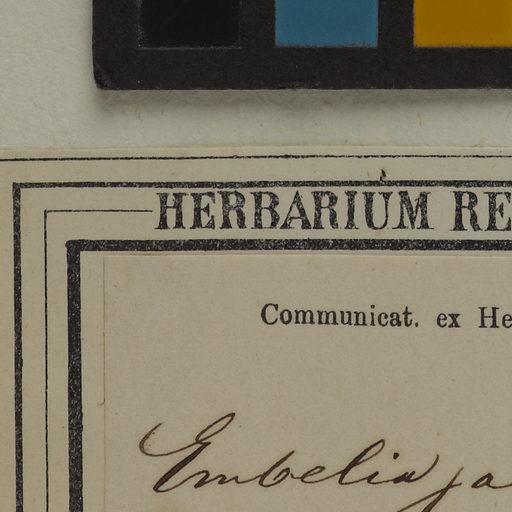 HERBARIUM RE
Communicat. ex He
Embelia ja